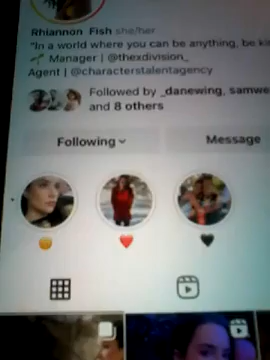 Rhiannon Fish she/her
"In a world where you can be anything, be ki
🌱 Manager | @thexdivision_
Agent | @characterstalentagency
Followed by _danewing, samwe
and 8 others
Following
Message